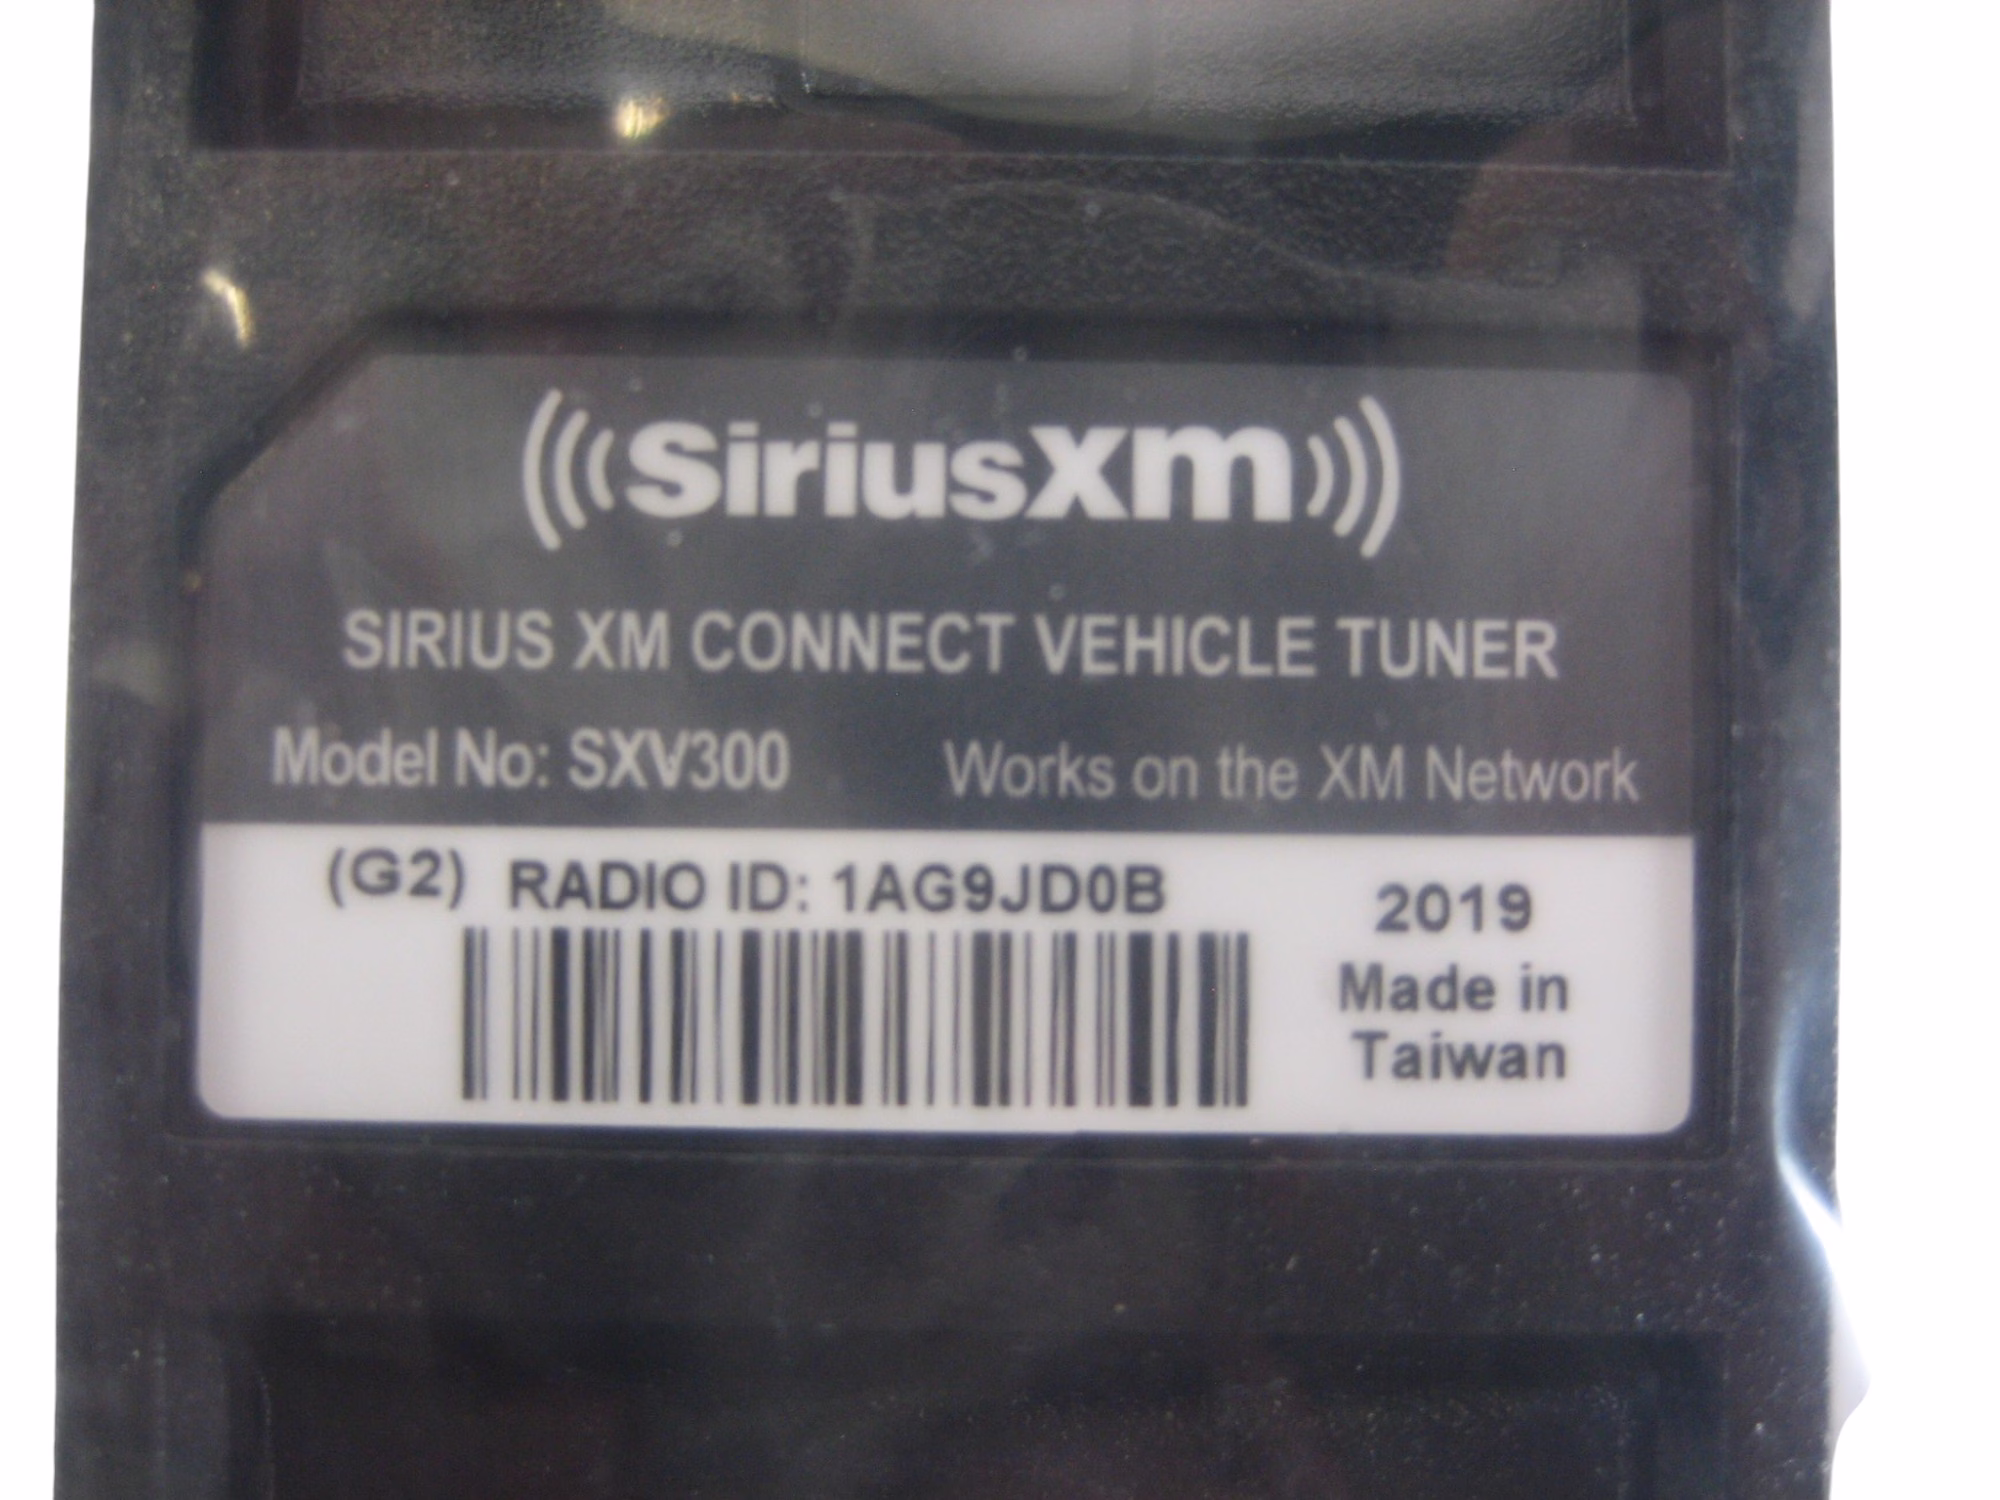 SiriusXM
SIRIUS XM CONNECT VEHICLE TUNER
Model No: SXV300 Works on the XM Network
(G2) RADIO ID: 1AG9JD0B
2019
Made in
Taiwan